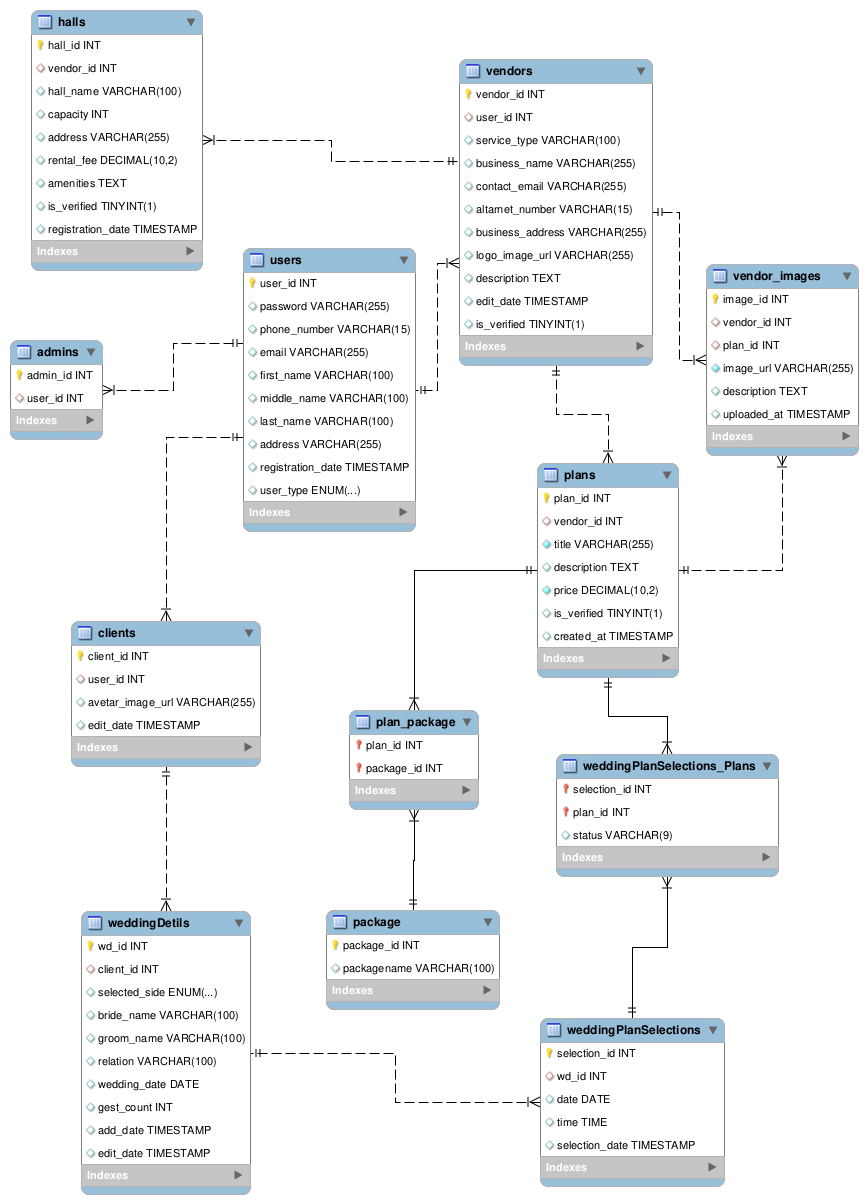 halls
hall_id INT
vendor_id INT
hall_name VARCHAR(100)
capacity INT
address VARCHAR(255)
rental_fee DECIMAL(10,2)
amenities TEXT
is_verified TINYINT(1)
registration_date TIMESTAMP
Indexes
vendors
vendor_id INT
user_id INT
service_type VARCHAR(100)
business_name VARCHAR(255)
contact_email VARCHAR(255)
altarnet_number VARCHAR(15)
business_address VARCHAR(255)
logo_image_url VARCHAR(255)
description TEXT
edit_date TIMESTAMP
is_verified TINYINT(1)
Indexes
users
user_id INT
password VARCHAR(255)
phone_number VARCHAR(15)
email VARCHAR(255)
first_name VARCHAR(100)
middle_name VARCHAR(100)
last_name VARCHAR(100)
address VARCHAR(255)
registration_date TIMESTAMP
user_type ENUM(...)
Indexes
vendor_images
image_id INT
vendor_id INT
plan_id INT
image_url VARCHAR(255)
description TEXT
uploaded_at TIMESTAMP
Indexes
admins
admin_id INT
user_id INT
Indexes
plans
plan_id INT
vendor_id INT
title VARCHAR(255)
description TEXT
price DECIMAL(10,2)
is_verified TINYINT(1)
created_at TIMESTAMP
Indexes
clients
client_id INT
user_id INT
avetar_image_url VARCHAR(255)
edit_date TIMESTAMP
Indexes
plan_package
plan_id INT
package_id INT
Indexes
weddingPlanSelections_Plans
selection_id INT
plan_id INT
status VARCHAR(9)
Indexes
weddingDetils
wd_id INT
client_id INT
selected_side ENUM(...)
bride_name VARCHAR(100)
groom_name VARCHAR(100)
relation VARCHAR(100)
wedding_date DATE
gest_count INT
add_date TIMESTAMP
edit_date TIMESTAMP
Indexes
package
package_id INT
packagename VARCHAR(100)
Indexes
weddingPlanSelections
selection_id INT
wd_id INT
date DATE
time TIME
selection_date TIMESTAMP
Indexes